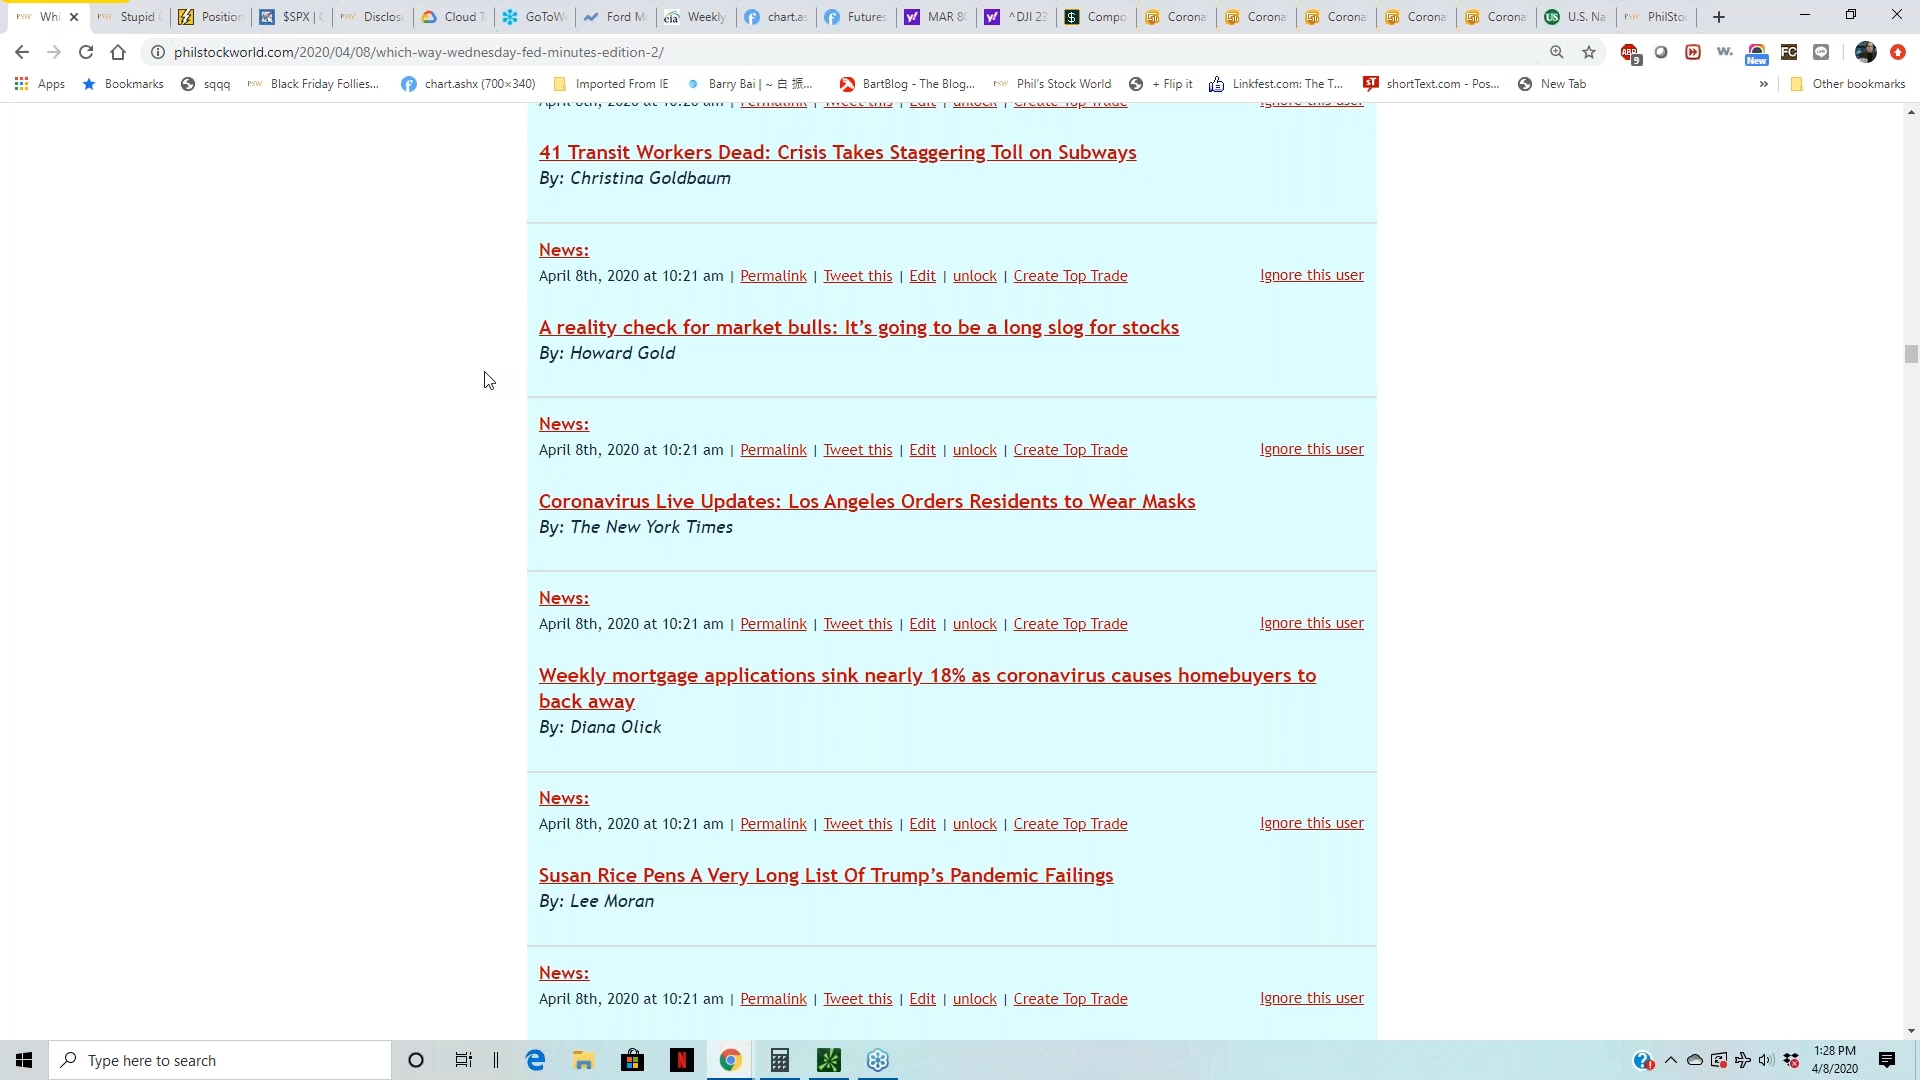 Whi
Stupid
Position
$SPX |
Disclos
Cloud T
GoToW
Ford M
eia Weekly
chart.as
Futures
MAR 80
^DJI 23
Compo
Corona
Corona
Corona
Corona
Corona
U.S. Na
PhilSto
philstockworld.com/2020/04/08/which-way-wednesday-fed-minutes-edition-2/
Apps
Bookmarks
sqqq
Black Friday Follies...
chart.ashx (700×340)
Imported From IE
Barry Bai | ~ 白 振...
BartBlog - The Blog...
Phil's Stock World
+ Flip it
Linkfest.com: The T...
shortText.com - Pos...
New Tab
»
Other bookmarks
41 Transit Workers Dead: Crisis Takes Staggering Toll on Subways
By: Christina Goldbaum
News:
April 8th, 2020 at 10:21 am | Permalink | Tweet this | Edit | unlock | Create Top Trade Ignore this user
A reality check for market bulls: It’s going to be a long slog for stocks
By: Howard Gold
News:
April 8th, 2020 at 10:21 am | Permalink | Tweet this | Edit | unlock | Create Top Trade Ignore this user
Coronavirus Live Updates: Los Angeles Orders Residents to Wear Masks
By: The New York Times
News:
April 8th, 2020 at 10:21 am | Permalink | Tweet this | Edit | unlock | Create Top Trade Ignore this user
Weekly mortgage applications sink nearly 18% as coronavirus causes homebuyers to
back away
By: Diana Olick
News:
April 8th, 2020 at 10:21 am | Permalink | Tweet this | Edit | unlock | Create Top Trade Ignore this user
Susan Rice Pens A Very Long List Of Trump’s Pandemic Failings
By: Lee Moran
News:
April 8th, 2020 at 10:21 am | Permalink | Tweet this | Edit | unlock | Create Top Trade Ignore this user
Type here to search
1:28 PM
4/8/2020